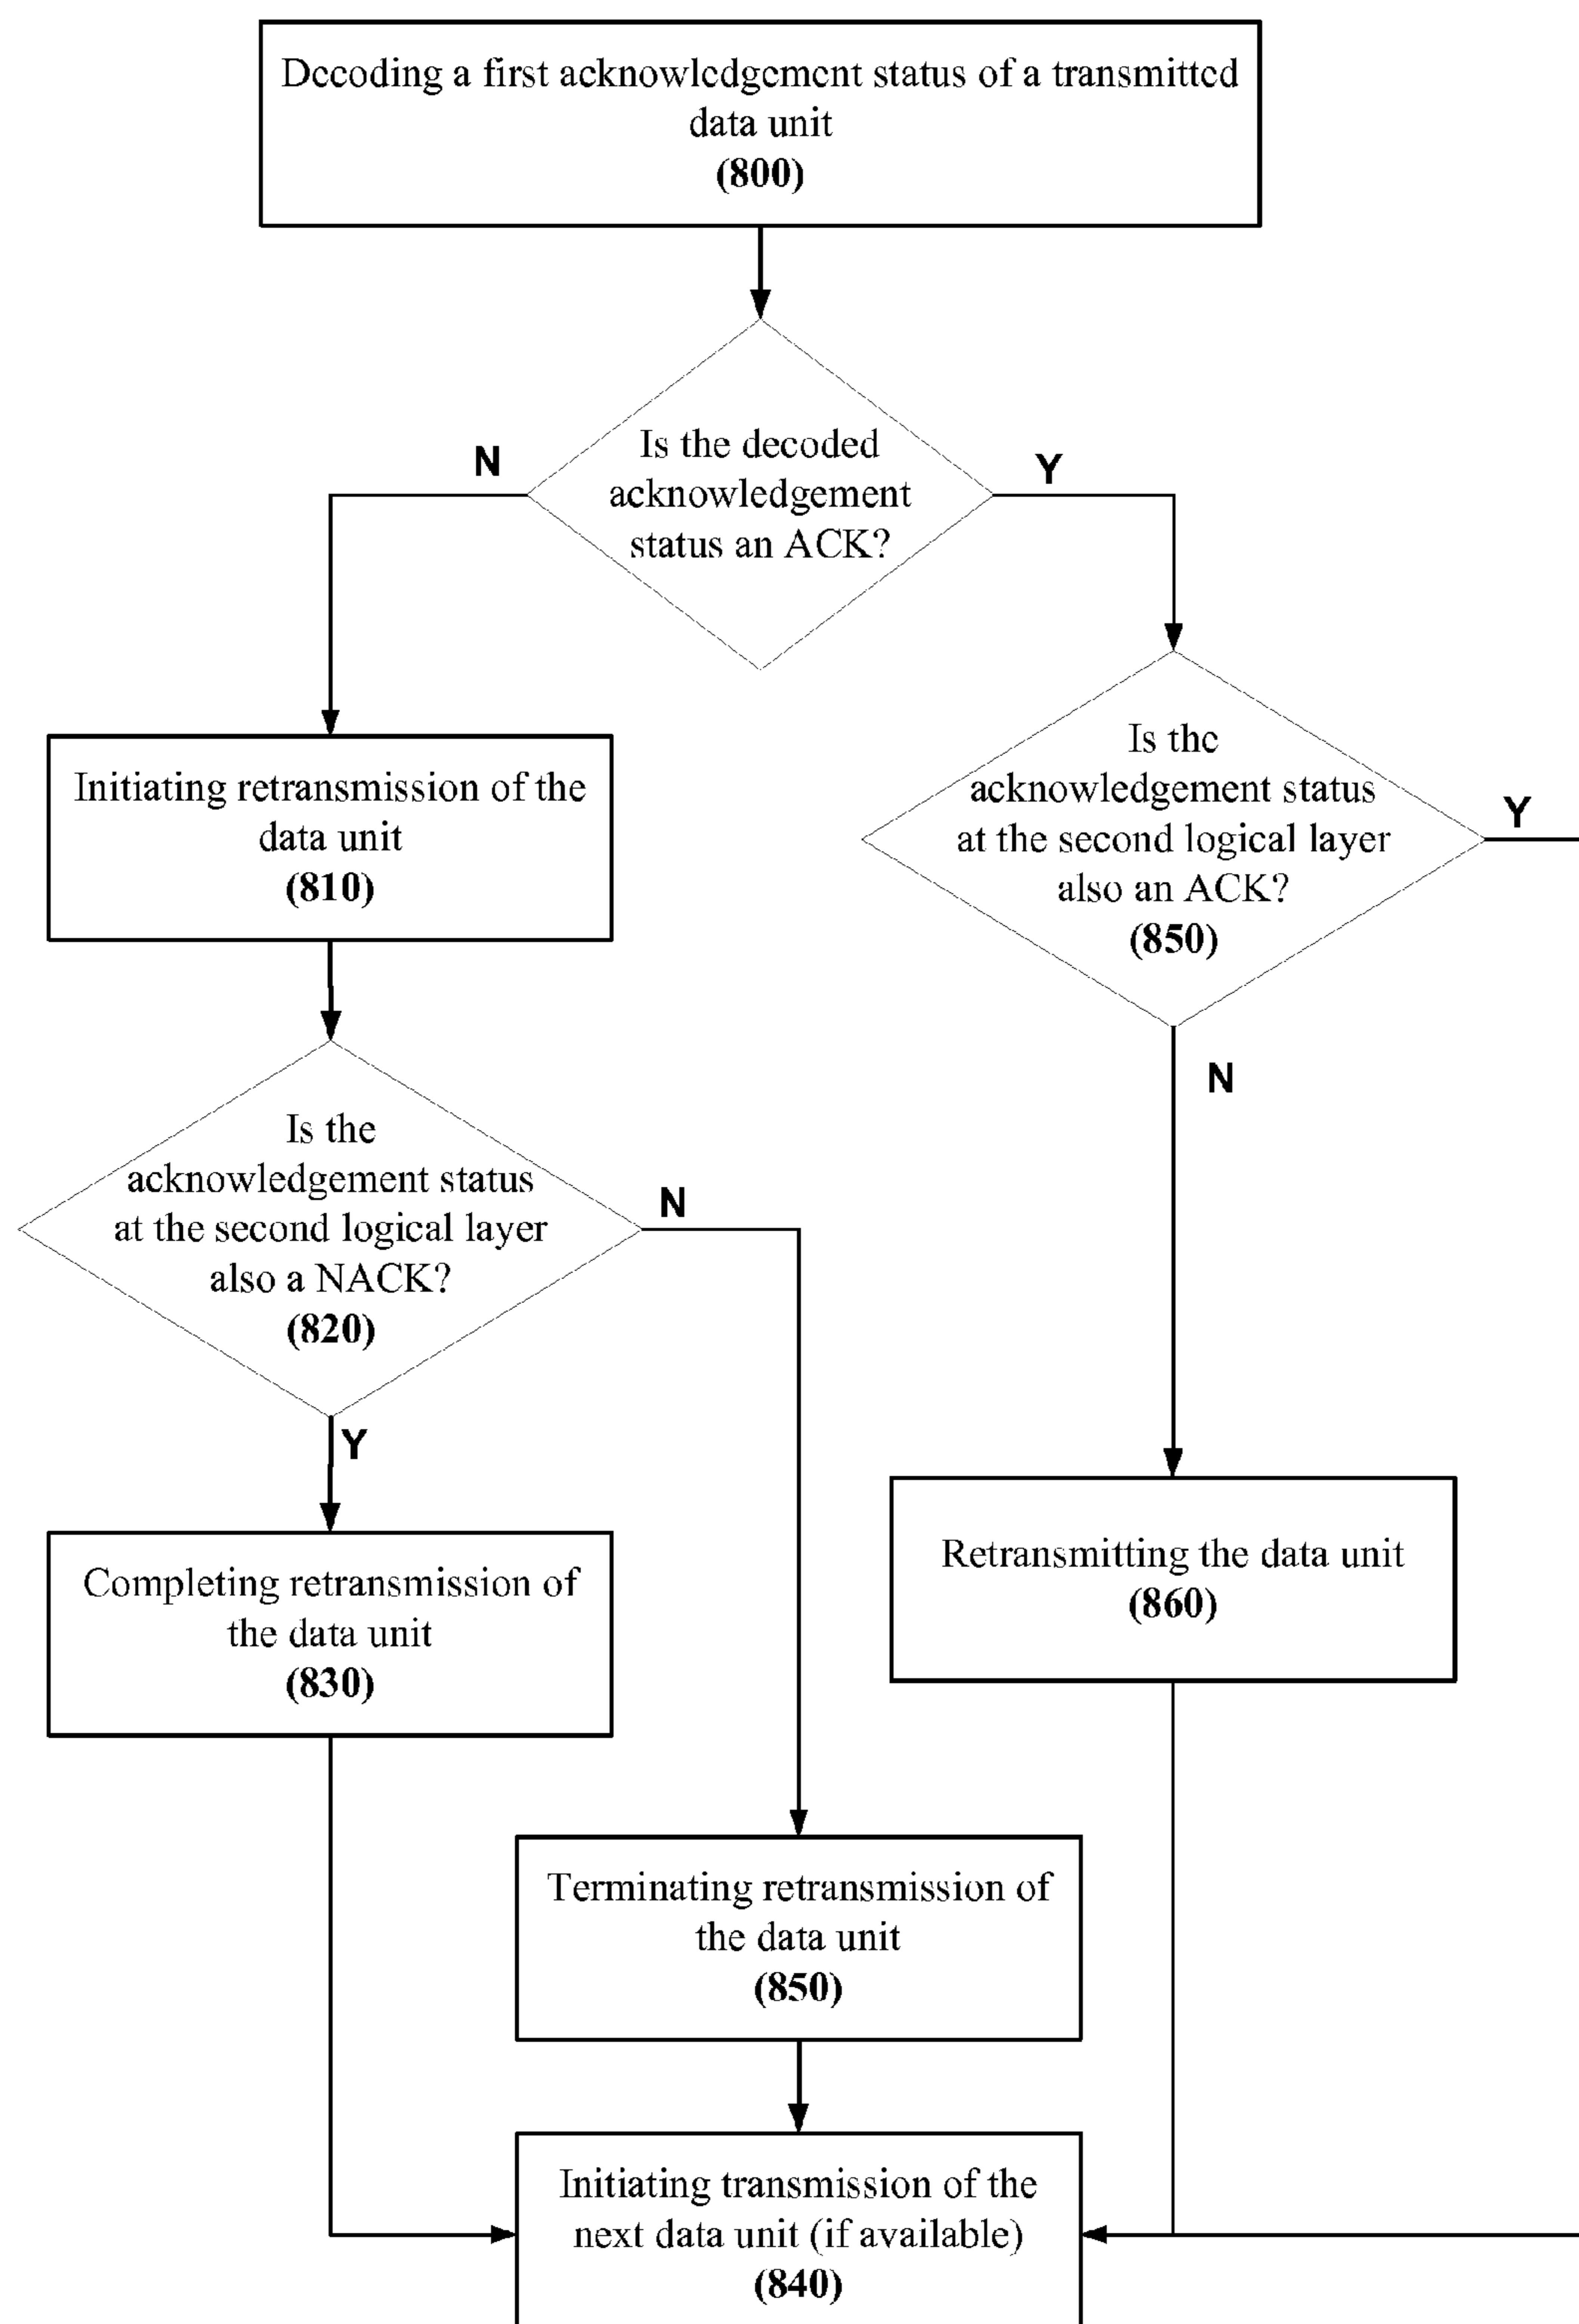 Decoding a first acknowledgement status of a transmitted
data unit
(800)
Is the decoded
acknowledgement
status an ACK?
N
Y
Initiating retransmission of the
data unit
(810)
Is the
acknowledgement status
at the second logical layer
also an ACK?
(850)
Y
N
Is the
acknowledgement status
at the second logical layer
also a NACK?
(820)
N
Y
Completing retransmission of
the data unit
(830)
Retransmitting the data unit
(860)
Terminating retransmission of
the data unit
(850)
Initiating transmission of the
next data unit (if available)
(840)